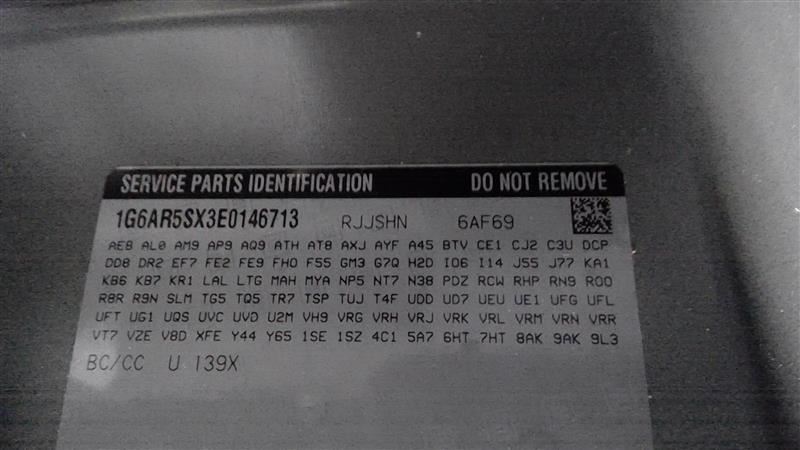 SERVICE PARTS IDENTIFICATION DO NOT REMOVE
1G6AR5SX3E0146713 RJJSHN 6AF69
AE8 AL0 AM9 AP9 AQ9 ATH AT8 AXJ AYF A45 BTV CE1 CJ2 C3U DCP
DD8 DR2 EF7 FE2 FE9 FHO F55 GM3 G7Q H2D IO6 I14 J55 J77 KA1
KB6 KB7 KR1 LAL LTG MAH MYA NP5 NT7 N38 PDZ RCW RHP RN9 ROO
R8R R9N SLM TG5 TQ5 TR7 TSP TUJ T4F UDD UD7 UEU UE1 UFG UFL
UFT UG1 UQS UVC UVD U2M VH9 VRG VRH VRJ VRK VRL VRM VRN VRR
VT7 VZE V8D XFE Y44 Y65 1SE 1SZ 4C1 5A7 6HT 7HT 8AK 9AK 9L3
BC/CC U 139X